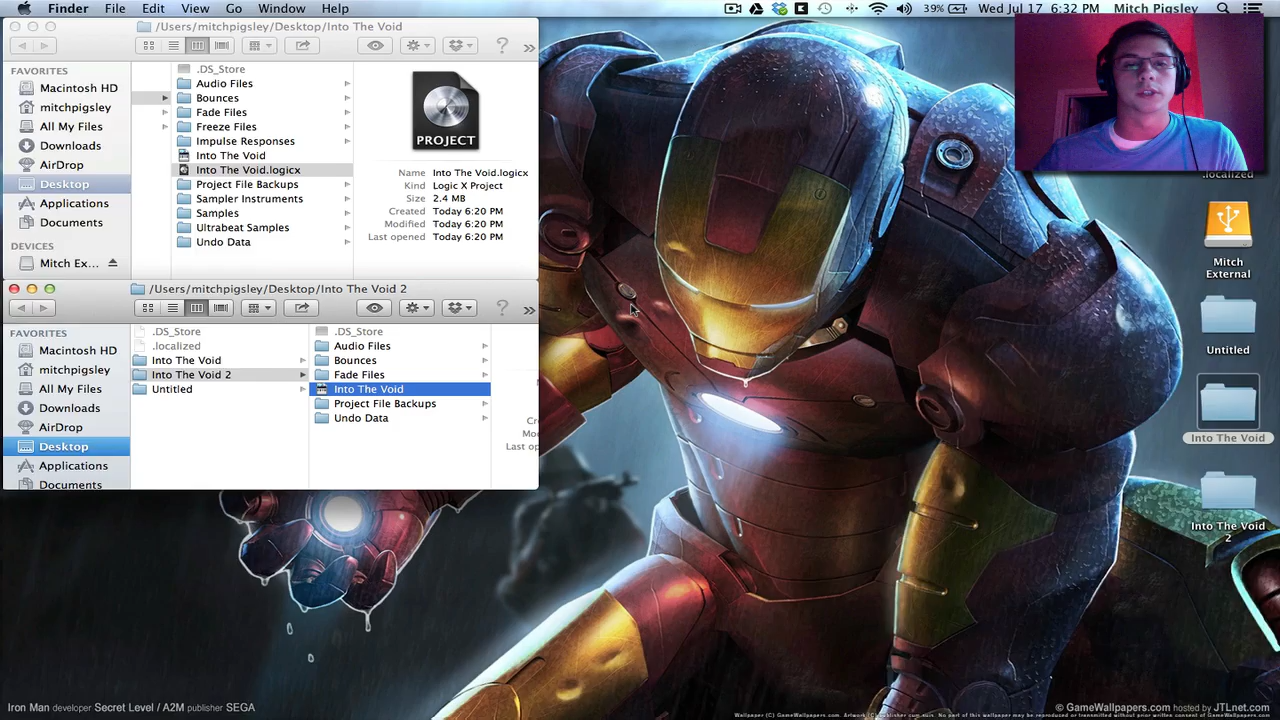 Finder File Edit View Go Window Help 39% Wed Jul 17 6:32 PM Mitch Pigsley
/Users/mitchpigsley/Desktop/Into The Void
FAVORITES
Macintosh HD
mitchpigsley
All My Files
Downloads
AirDrop
Desktop
Applications
Documents
DEVICES
Mitch Ex...
.DS_Store
Audio Files
Bounces
Fade Files
Freeze Files
Impulse Responses
Into The Void
Into The Void.logicx
Project File Backups
Sampler Instruments
Samples
Ultrabeat Samples
Undo Data
PROJECT
Name Into The Void.logicx
Kind Logic X Project
Size 2.4 MB
Created Today 6:20 PM
Modified Today 6:20 PM
Last opened Today 6:20 PM
/Users/mitchpigsley/Desktop/Into The Void 2
FAVORITES
Macintosh HD
mitchpigsley
All My Files
Downloads
AirDrop
Desktop
Applications
Documents
.DS_Store
.localized
Into The Void
Into The Void 2
Untitled
.DS_Store
Audio Files
Bounces
Fade Files
Into The Void
Project File Backups
Undo Data
Cre
Mo
Last op
.localized
Mitch
External
Untitled
Into The Void
Into The Void
2
Iron Man developer Secret Level / A2M publisher SEGA
© GameWallpapers.com hosted by JTLnet.com